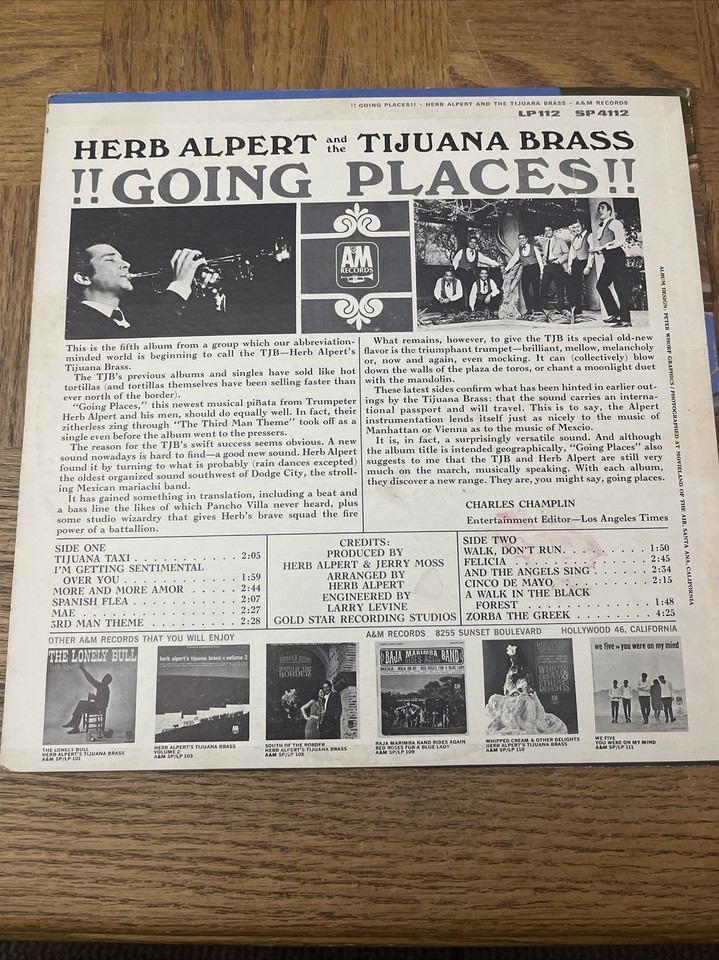 !! GOING PLACES!! • HERB ALPERT AND THE TIJUANA BRASS • A&M RECORDS
LP 112 SP 4112
HERB ALPERT and the TIJUANA BRASS
!!GOING PLACES!!
A&M
RECORDS
This is the fifth album from a group which our abbreviation-
minded world is beginning to call the TJB—Herb Alpert's
Tijuana Brass.
The TJB's previous albums and singles have sold like hot
tortillas (and tortillas themselves have been selling faster than
ever north of the border).
"Going Places," this newest musical piñata from Trumpeter
Herb Alpert and his men, should do equally well. In fact, their
zitherless zing through "The Third Man Theme" took off as a
single even before the album went to the pressers.
The reason for the TJB's swift success seems obvious. A new
sound nowadays is hard to find—a good new sound. Herb Alpert
found it by turning to what is probably (rain dances excepted)
the oldest organized sound southwest of Dodge City, the stroll-
ing Mexican mariachi band.
It has gained something in translation, including a beat and
a bass line the likes of which Pancho Villa never heard, plus
some studio wizardry that gives Herb's brave squad the fire
power of a battallion.
What remains, however, to give the TJB its special old-new
flavor is the triumphant trumpet—brilliant, mellow, melancholy
or, now and again, even mocking. It can (collectively) blow
down the walls of the plaza de toros, or chant a moonlight duet
with the mandolin.
These latest sides confirm what has been hinted in earlier out-
ings by the Tijuana Brass: that the sound carries an interna-
tional passport and will travel. This is to say, the Alpert
instrumentation lends itself just as nicely to the music of
Manhattan or Vienna as to the music of Mexcio.
It is, in fact, a surprisingly versatile sound. And although
the album title is intended geographically, "Going Places" also
suggests to me that the TJB and Herb Alpert are still very
much on the march, musically speaking. With each album,
they discover a new range. They are, you might say, going places.
CHARLES CHAMPLIN
Entertainment Editor—Los Angeles Times
ALBUM DESIGN: PETER WHORF GRAPHICS / PHOTOGRAPHED AT MOVIELAND OF THE AIR, SANTA ANA, CALIFORNIA
SIDE ONE
TIJUANA TAXI . . . . . . . . . . . 2:05
I'M GETTING SENTIMENTAL
OVER YOU . . . . . . . . . . . . 1:59
MORE AND MORE AMOR . . . . . 2:44
SPANISH FLEA . . . . . . . . . . . 2:07
MAE . . . . . . . . . . . . . . . . 2:27
3RD MAN THEME . . . . . . . . . 2:28
CREDITS:
PRODUCED BY
HERB ALPERT & JERRY MOSS
ARRANGED BY
HERB ALPERT
ENGINEERED BY
LARRY LEVINE
GOLD STAR RECORDING STUDIOS
SIDE TWO
WALK, DON'T RUN. . . . . . . . . 1:50
FELICIA . . . . . . . . . . . . . . 2:45
AND THE ANGELS SING . . . . . . 2:34
CINCO DE MAYO . . . . . . . . . 2:15
A WALK IN THE BLACK
FOREST . . . . . . . . . . . . . 1:48
ZORBA THE GREEK . . . . . . . . 4:25
OTHER A&M RECORDS THAT YOU WILL ENJOY
A&M RECORDS, 8255 SUNSET BOULEVARD HOLLYWOOD 46, CALIFORNIA
THE LONELY BULL
herb alpert's tijuana brass • volume 2
SOUTH OF THE BORDER
BAJA MARIMBA BAND
RIDES AGAIN
WHIPPED CREAM & OTHER DELIGHTS
we five • you were on my mind
THE LONELY BULL
HERB ALPERT'S TIJUANA BRASS
A&M SP/LP 101
HERB ALPERT'S TIJUANA BRASS
VOLUME 2
A&M SP/LP 103
SOUTH OF THE BORDER
HERB ALPERT'S TIJUANA BRASS
A&M SP/LP 108
BAJA MARIMBA BAND RIDES AGAIN
RED ROSES FOR A BLUE LADY
A&M SP/LP 109
WHIPPED CREAM & OTHER DELIGHTS
HERB ALPERT'S TIJUANA BRASS
A&M SP/LP 110
WE FIVE
YOU WERE ON MY MIND
A&M SP/LP 111